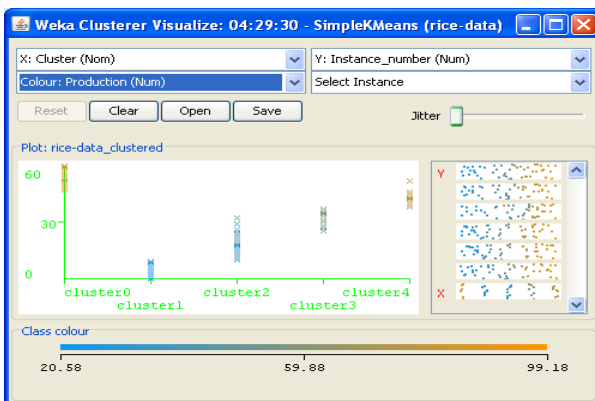 Weka Clusterer Visualize: 04:29:30 - SimpleKMeans (rice-data)
X: Cluster (Nom) Y: Instance_number (Num)
Colour: Production (Num) Select Instance
Reset Clear Open Save Jitter
Plot: rice-data_clustered
60
30
0
cluster0 cluster2 cluster4
cluster1 cluster3
Y
X
Class colour
20.58 59.88 99.18